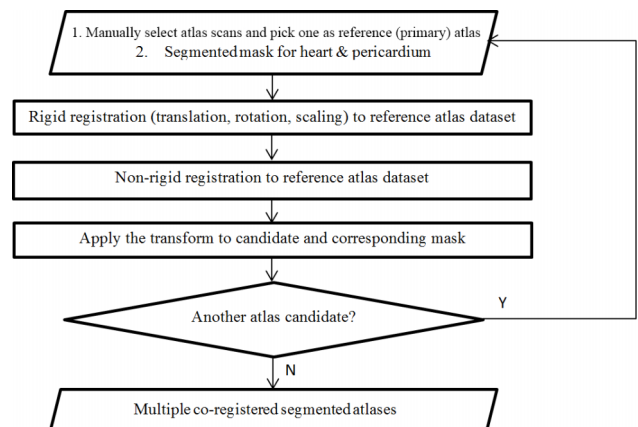 1. Manually select atlas scans and pick one as reference (primary) atlas
2. Segmented mask for heart & pericardium
Rigid registration (translation, rotation, scaling) to reference atlas dataset
Non-rigid registration to reference atlas dataset
Apply the transform to candidate and corresponding mask
Another atlas candidate?
Y
N
Multiple co-registered segmented atlases